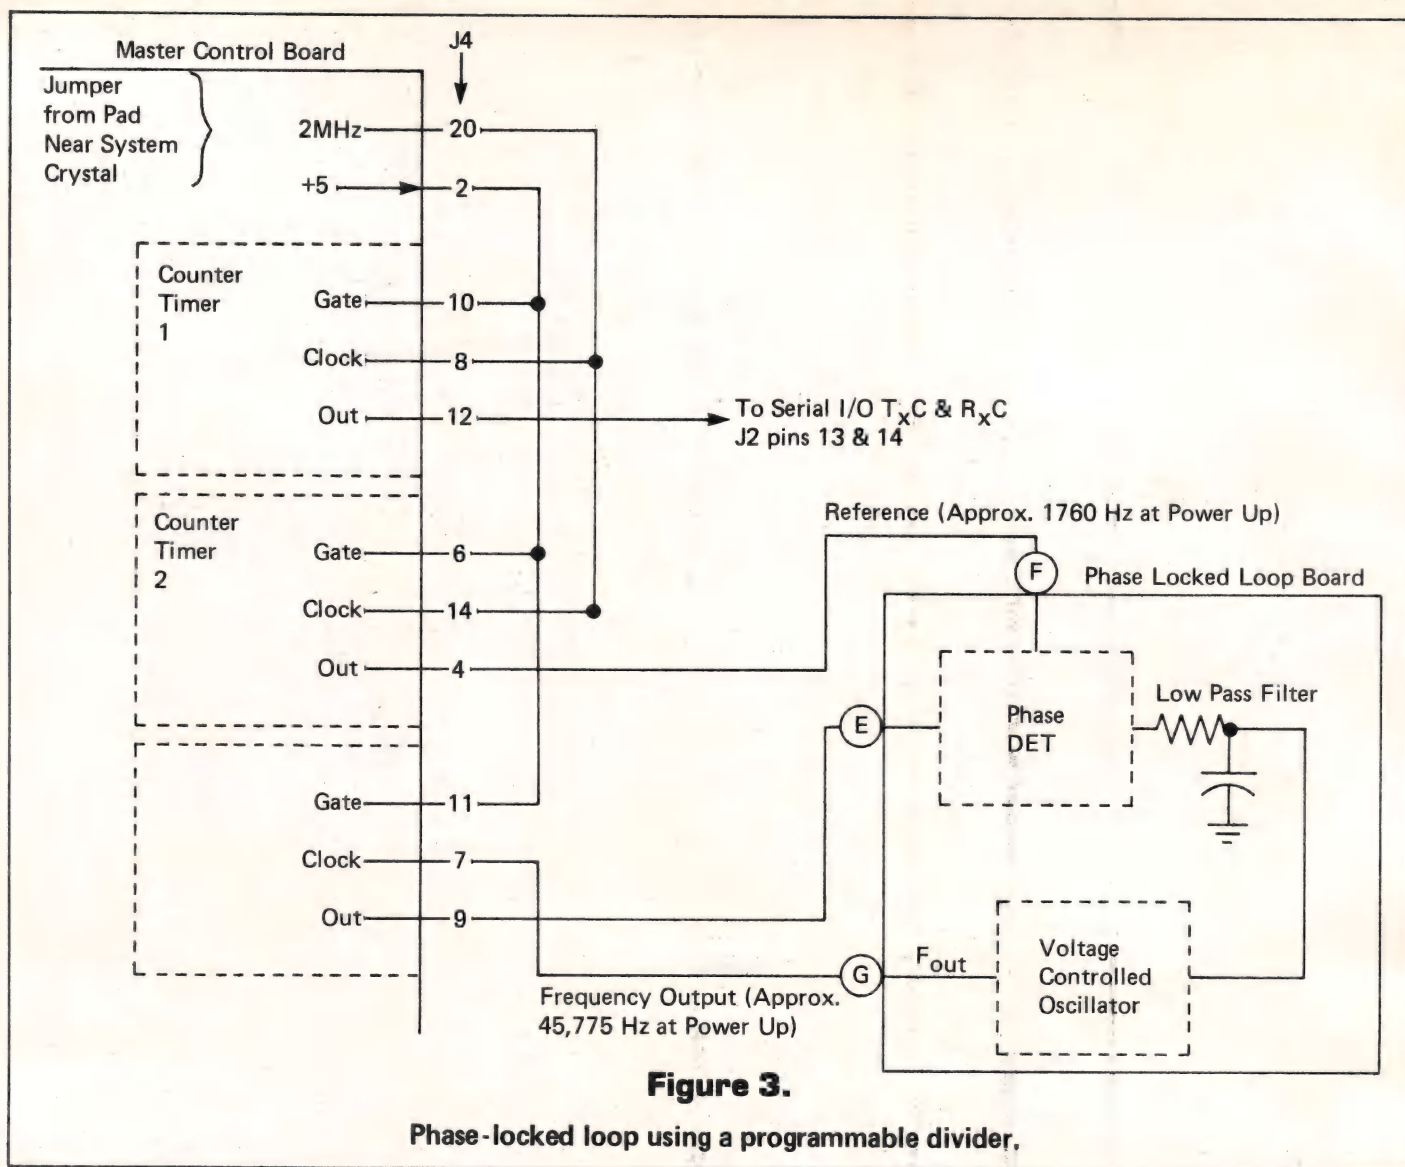 Master Control Board
J4
Jumper
from Pad
Near System
Crystal
2MHz 20
+5 2
Counter
Timer
1
Gate 10
Clock 8
Out 12
To Serial I/O TxC & RxC
J2 pins 13 & 14
Counter
Timer
2
Gate 6
Clock 14
Out 4
Reference (Approx. 1760 Hz at Power Up)
F
Phase Locked Loop Board
E
Phase
DET
Low Pass Filter
Gate 11
Clock 7
Out 9
G
Fout
Voltage
Controlled
Oscillator
Frequency Output (Approx.
45,775 Hz at Power Up)
Figure 3.
Phase-locked loop using a programmable divider.